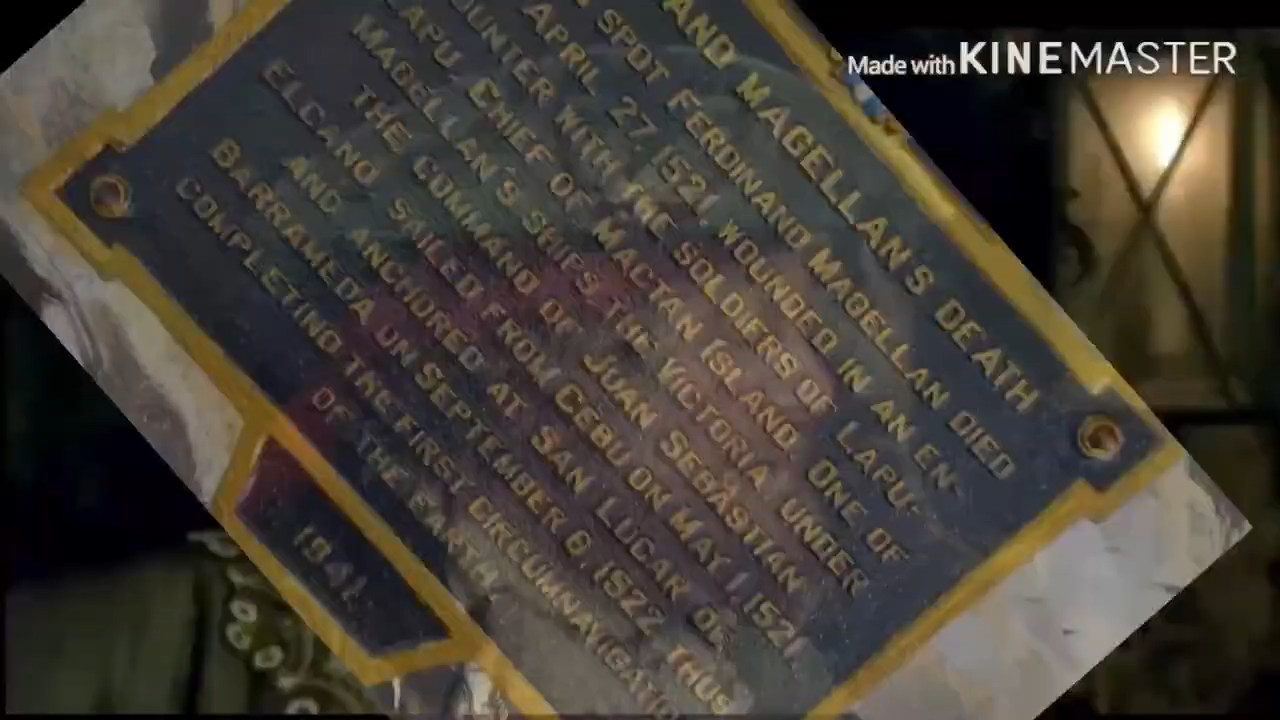 Made with KINEMASTER
AND MAGELLAN'S DEATH
SPOT FERDINAND MAGELLAN DIED
APRIL 27 1521, WOUNDED IN AN EN-
OUNTER WITH THE SOLDIERS OF LAPU-
APU CHIEF OF MACTAN ISLAND. ONE OF
MAGELLAN'S SHIPS THE VICTORIA, UNDER
THE COMMAND OF JUAN SEBASTIAN
ELCANO SAILED FROM CEBU ON MAY 1, 1521,
AND ANCHORED AT SAN LUCAR DE
BARRAMEDA ON SEPTEMBER 6, 1522, THUS
COMPLETING THE FIRST CIRCUMNAVIGATIO
OF THE EARTH.
1941